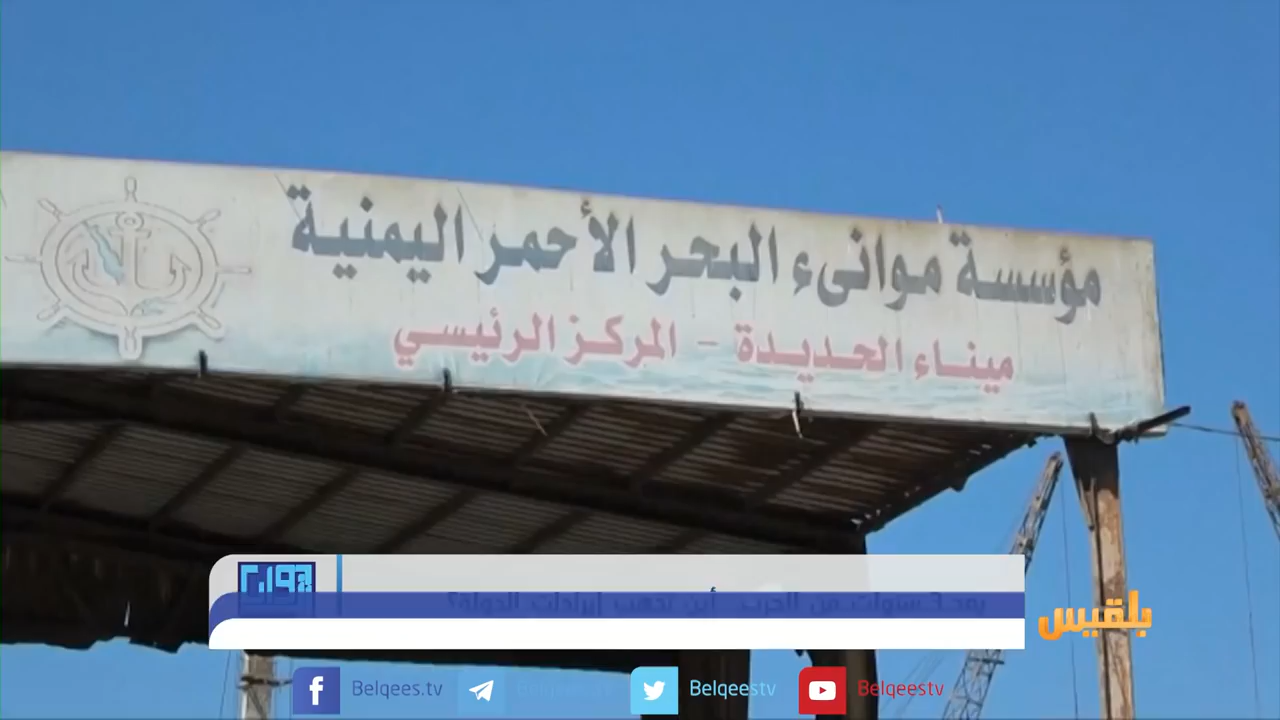 مؤسسة موانىء البحر الأحمر اليمنية
ميناء الحديدة - المركز الرئيسي
بعد 3 سنوات من الحرب.. أين تذهب إيرادات الدولة؟
بلقيس
Belqees.tv
Belqeestv
Belqeestv